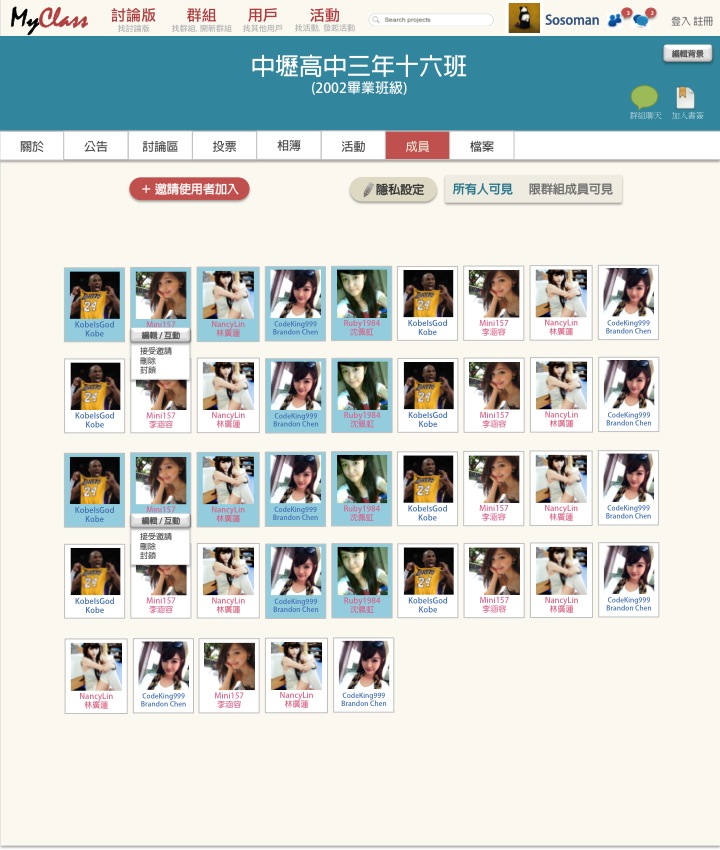 MyClass
討論版 群組 用戶 活動
找討論版 找群組, 開新群組 找其他用戶 找活動, 發起活動
Search projects
Sosoman
3 2
登入 註冊
中壢高中三年十六班
(2002畢業班級)
編輯背景
群組聊天 加入書簽
關於 公告 討論區 投票 相簿 活動 成員 檔案
+ 邀請使用者加入 隱私設定 所有人可見 限群組成員可見
KobeIsGod Mini157 NancyLin CodeKing999 Ruby1984 KobeIsGod Mini157 NancyLin CodeKing999
Kobe 林廣蓮 Brandon Chen 沈佩虹 Kobe 李涵容 林廣蓮 Brandon Chen
編輯 / 互動
接受邀請
刪除
封鎖
KobeIsGod Mini157 NancyLin CodeKing999 Ruby1984 KobeIsGod Mini157 NancyLin CodeKing999
Kobe 李涵容 林廣蓮 Brandon Chen 沈佩虹 Kobe 李涵容 林廣蓮 Brandon Chen
KobeIsGod Mini157 NancyLin CodeKing999 Ruby1984 KobeIsGod Mini157 NancyLin CodeKing999
Kobe 林廣蓮 Brandon Chen 沈佩虹 Kobe 李涵容 林廣蓮 Brandon Chen
編輯 / 互動
接受邀請
刪除
封鎖
KobeIsGod Mini157 NancyLin CodeKing999 Ruby1984 KobeIsGod Mini157 NancyLin CodeKing999
Kobe 李涵容 林廣蓮 Brandon Chen 沈佩虹 Kobe 李涵容 林廣蓮 Brandon Chen
NancyLin CodeKing999 Mini157 NancyLin CodeKing999
林廣蓮 Brandon Chen 李涵容 林廣蓮 Brandon Chen